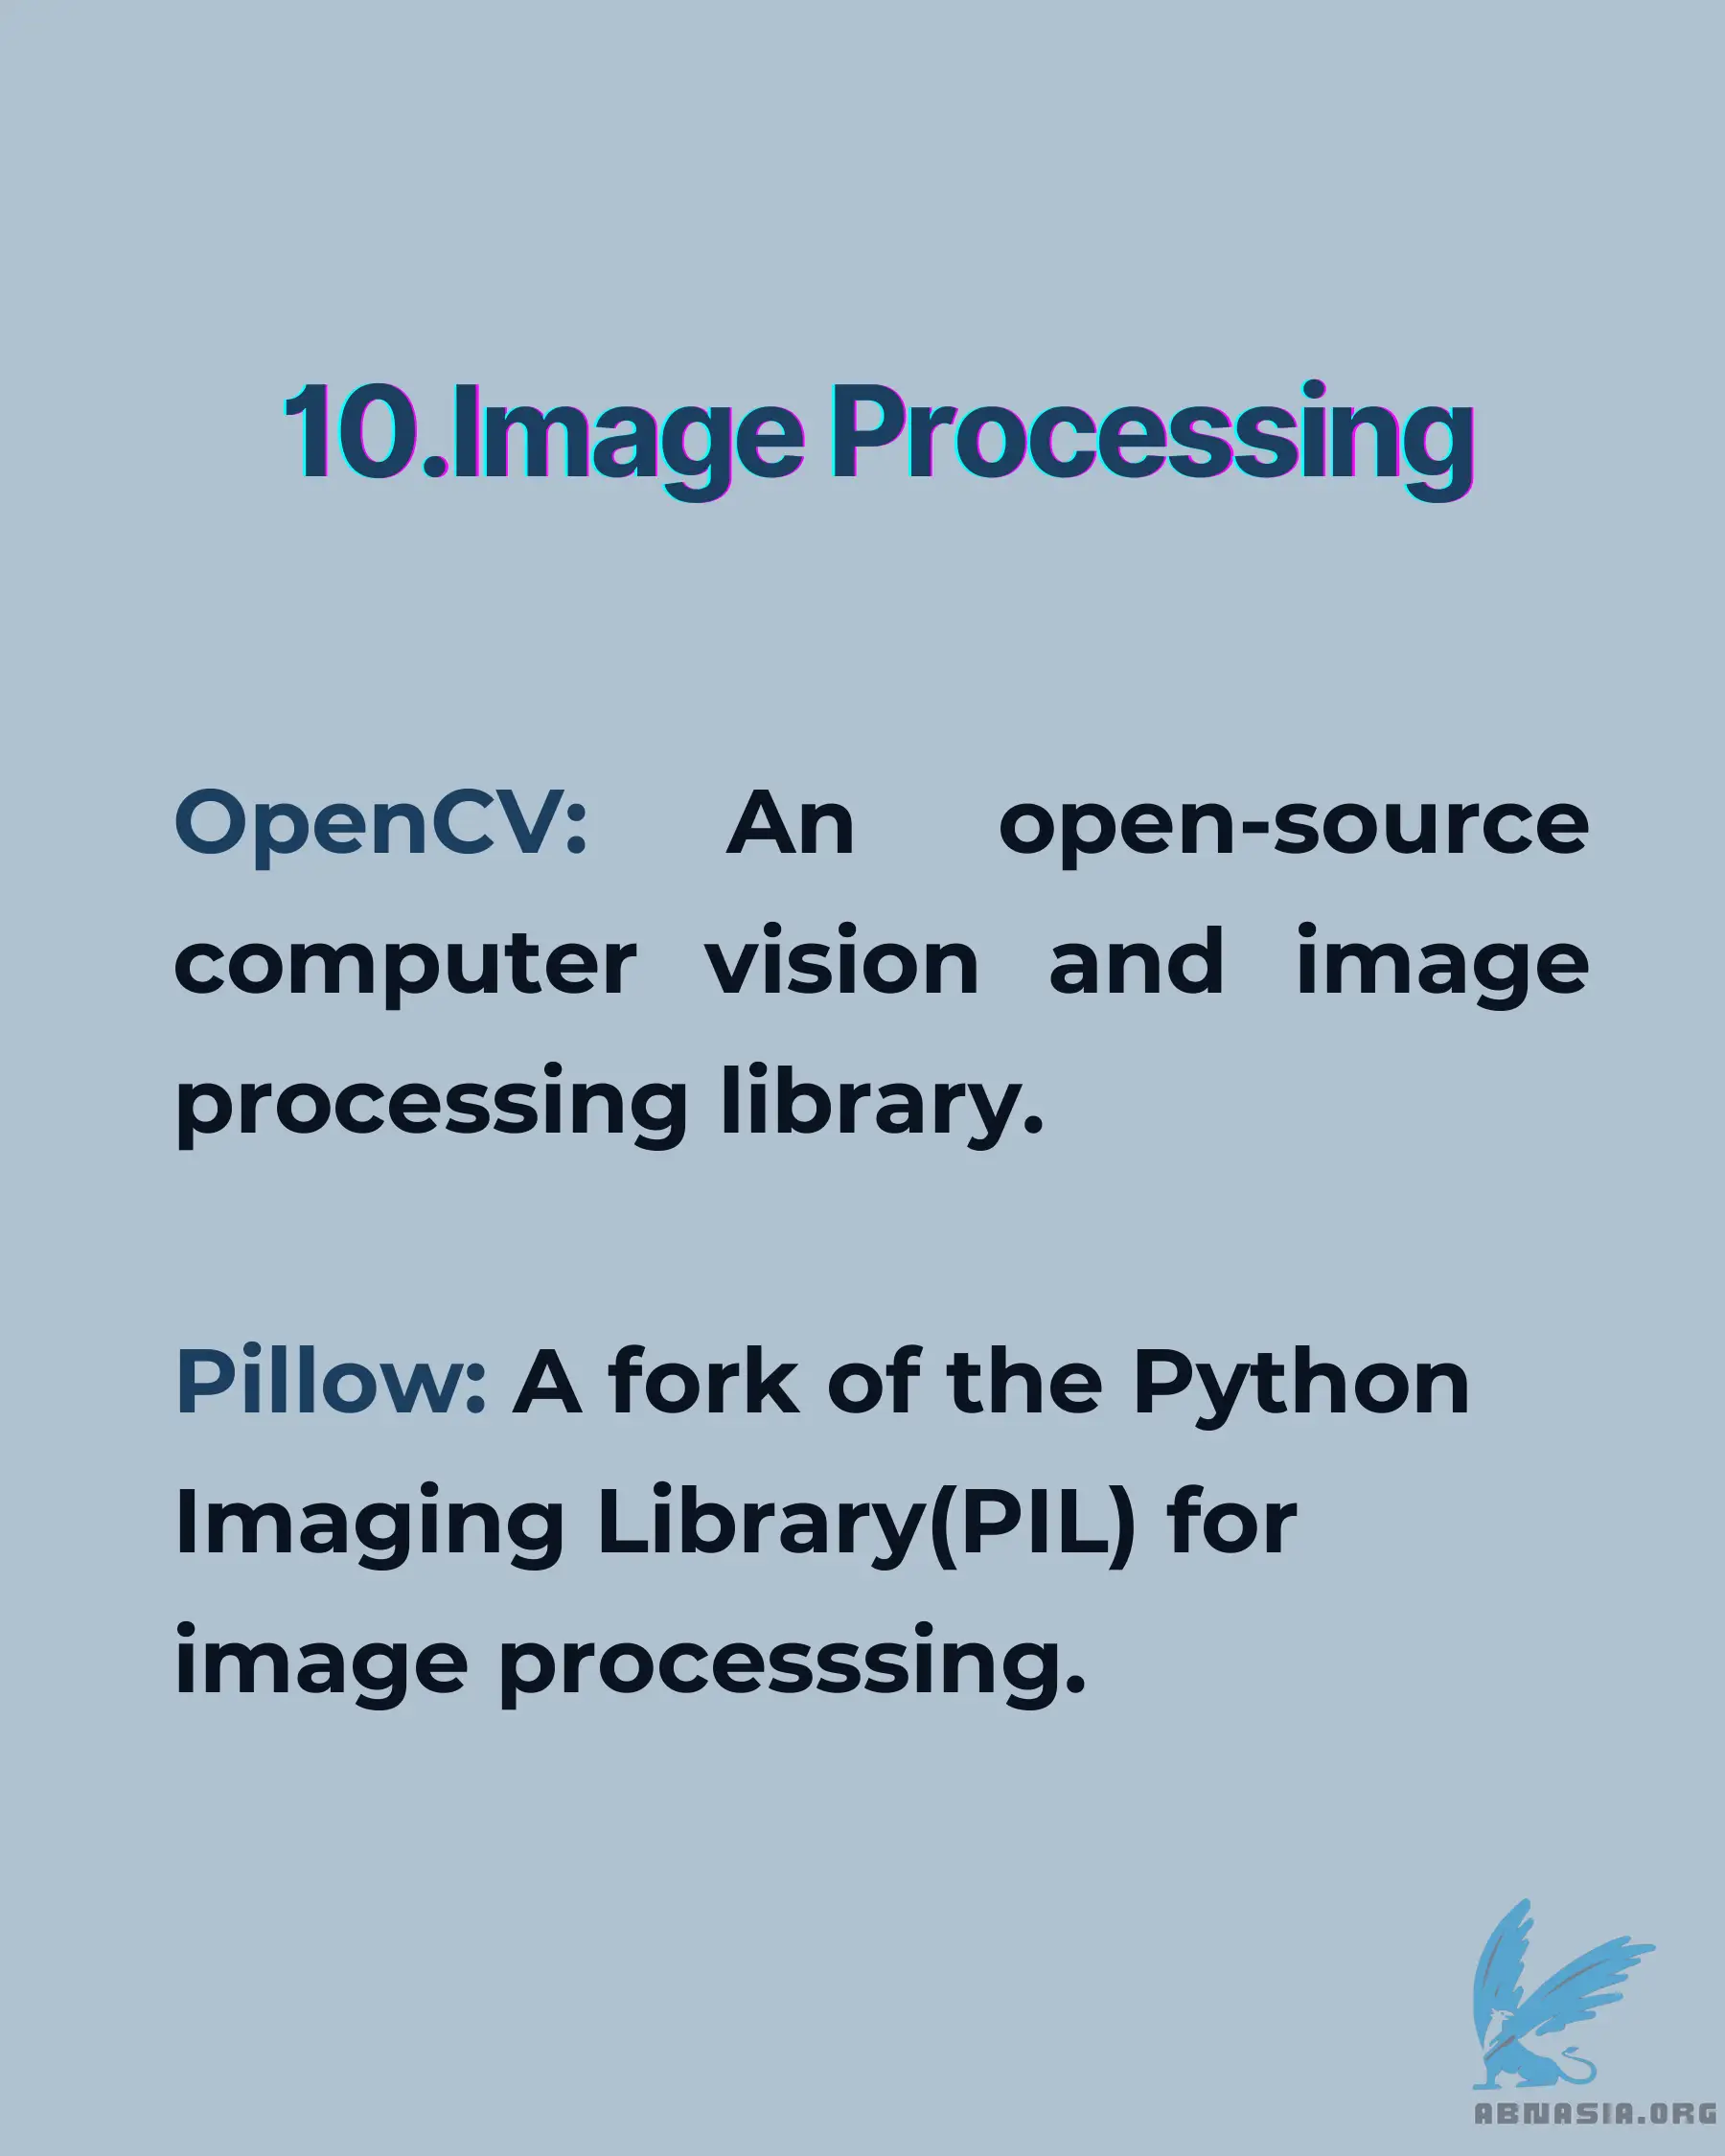 10.Image Processing
OpenCV: An open-source
computer vision and image
processing library.
Pillow: A fork of the Python
Imaging Library(PIL) for
image processsing.
ABNASIA.ORG